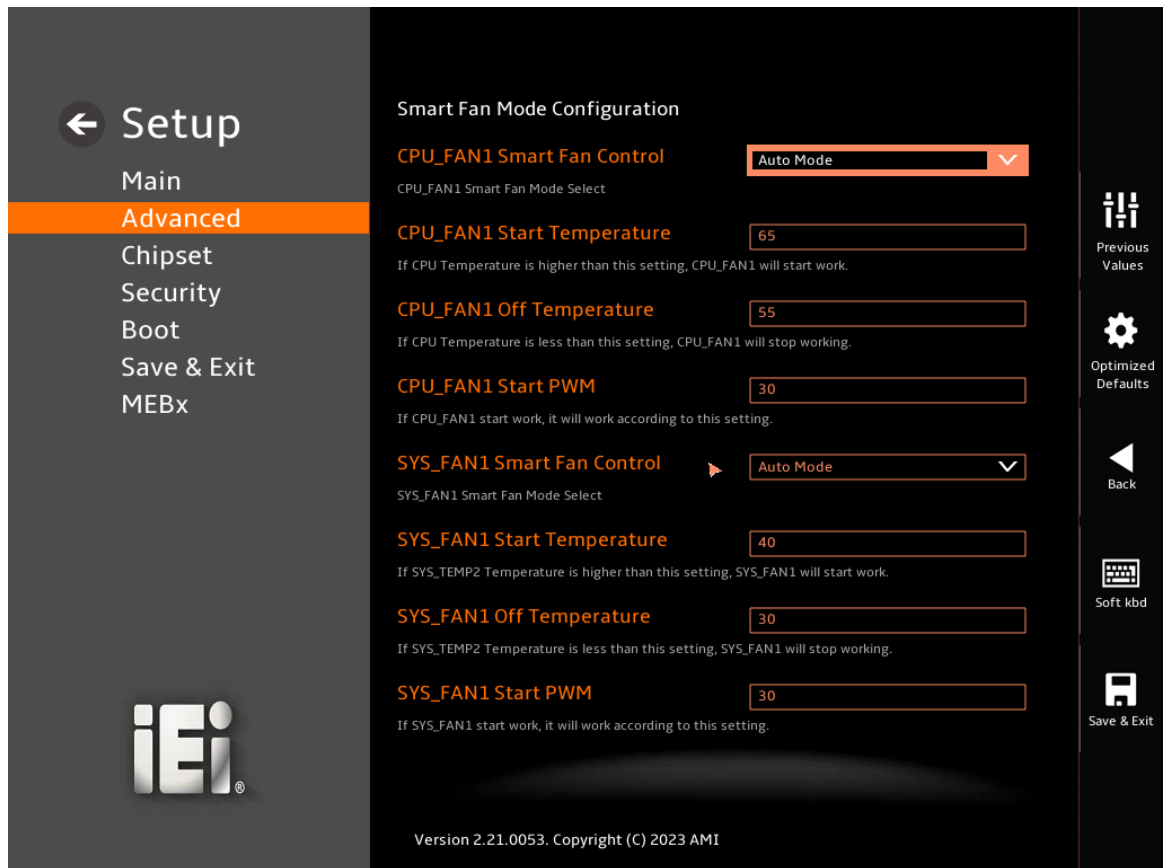 Setup
Main
Advanced
Chipset
Security
Boot
Save & Exit
MEBx
iEi®
Smart Fan Mode Configuration
CPU_FAN1 Smart Fan Control Auto Mode
CPU_FAN1 Smart Fan Mode Select
CPU_FAN1 Start Temperature 65
If CPU Temperature is higher than this setting, CPU_FAN1 will start work.
CPU_FAN1 Off Temperature 55
If CPU Temperature is less than this setting, CPU_FAN1 will stop working.
CPU_FAN1 Start PWM 30
If CPU_FAN1 start work, it will work according to this setting.
SYS_FAN1 Smart Fan Control Auto Mode
SYS_FAN1 Smart Fan Mode Select
SYS_FAN1 Start Temperature 40
If SYS_TEMP2 Temperature is higher than this setting, SYS_FAN1 will start work.
SYS_FAN1 Off Temperature 30
If SYS_TEMP2 Temperature is less than this setting, SYS_FAN1 will stop working.
SYS_FAN1 Start PWM 30
If SYS_FAN1 start work, it will work according to this setting.
Version 2.21.0053. Copyright (C) 2023 AMI
Previous
Values
Optimized
Defaults
Back
Soft kbd
Save & Exit